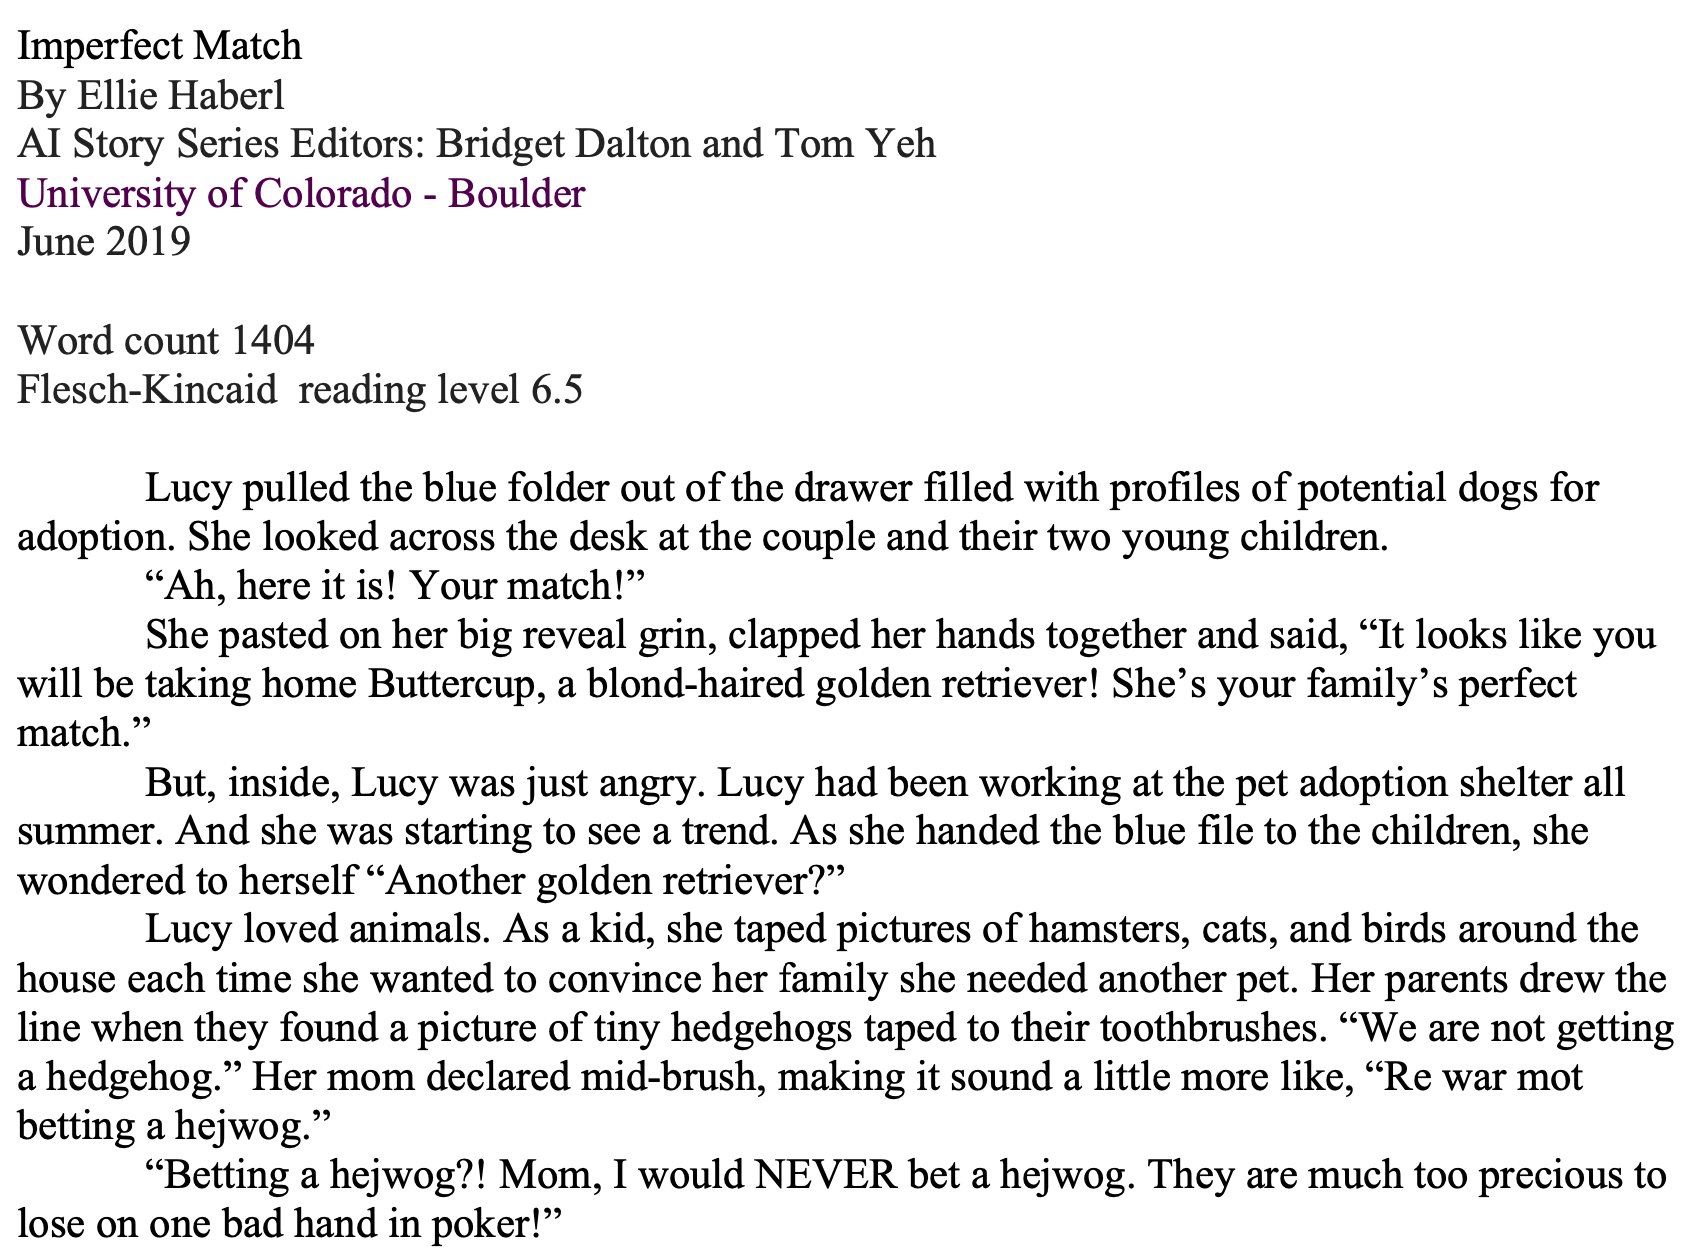 Imperfect Match
By Ellie Haberl
AI Story Series Editors: Bridget Dalton and Tom Yeh
University of Colorado - Boulder
June 2019
Word count 1404
Flesch-Kincaid  reading level 6.5
Lucy pulled the blue folder out of the drawer filled with profiles of potential dogs for
adoption. She looked across the desk at the couple and their two young children.
“Ah, here it is! Your match!”
She pasted on her big reveal grin, clapped her hands together and said, “It looks like you
will be taking home Buttercup, a blond-haired golden retriever! She’s your family’s perfect
match.”
But, inside, Lucy was just angry. Lucy had been working at the pet adoption shelter all
summer. And she was starting to see a trend. As she handed the blue file to the children, she
wondered to herself “Another golden retriever?”
Lucy loved animals. As a kid, she taped pictures of hamsters, cats, and birds around the
house each time she wanted to convince her family she needed another pet. Her parents drew the
line when they found a picture of tiny hedgehogs taped to their toothbrushes. “We are not getting
a hedgehog.” Her mom declared mid-brush, making it sound a little more like, “Re war mot
betting a hejwog.”
“Betting a hejwog?! Mom, I would NEVER bet a hejwog. They are much too precious to
lose on one bad hand in poker!”